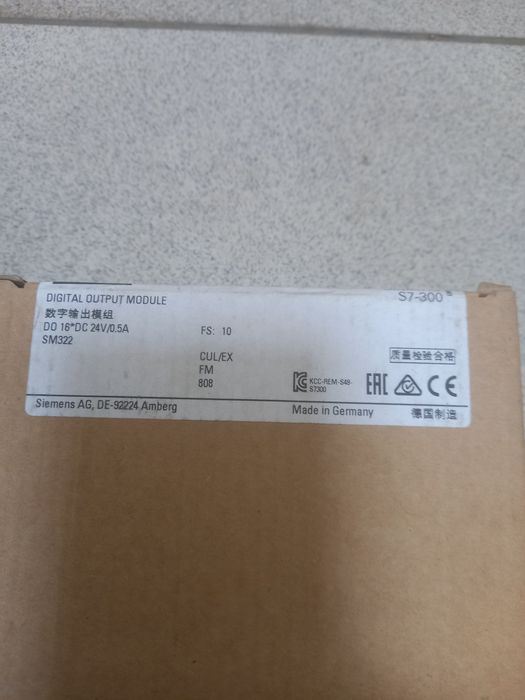 DIGITAL OUTPUT MODULE
S7-300
数字输出模组
DO 16*DC 24V/0.5A
FS: 10
SM322
CUL/EX
质量检验合格
FM
808
KCC-REM-S49-
S7300
EAC
CE
Siemens AG, DE-92224 Amberg
Made in Germany
德国制造